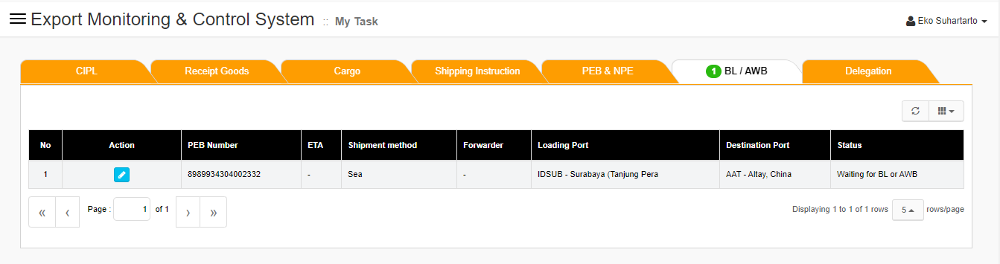 Export Monitoring & Control System :: My Task
Eko Suhartarto
CIPL Receipt Goods Cargo Shipping Instruction PEB & NPE 1 BL / AWB Delegation
No Action PEB Number ETA Shipment method Forwarder Loading Port Destination Port Status
1 8989934304002332 - Sea - IDSUB - Surabaya (Tanjung Pera AAT - Altay, China Waiting for BL or AWB
« ‹ Page : 1 of 1 › »
Displaying 1 to 1 of 1 rows 5 rows/page